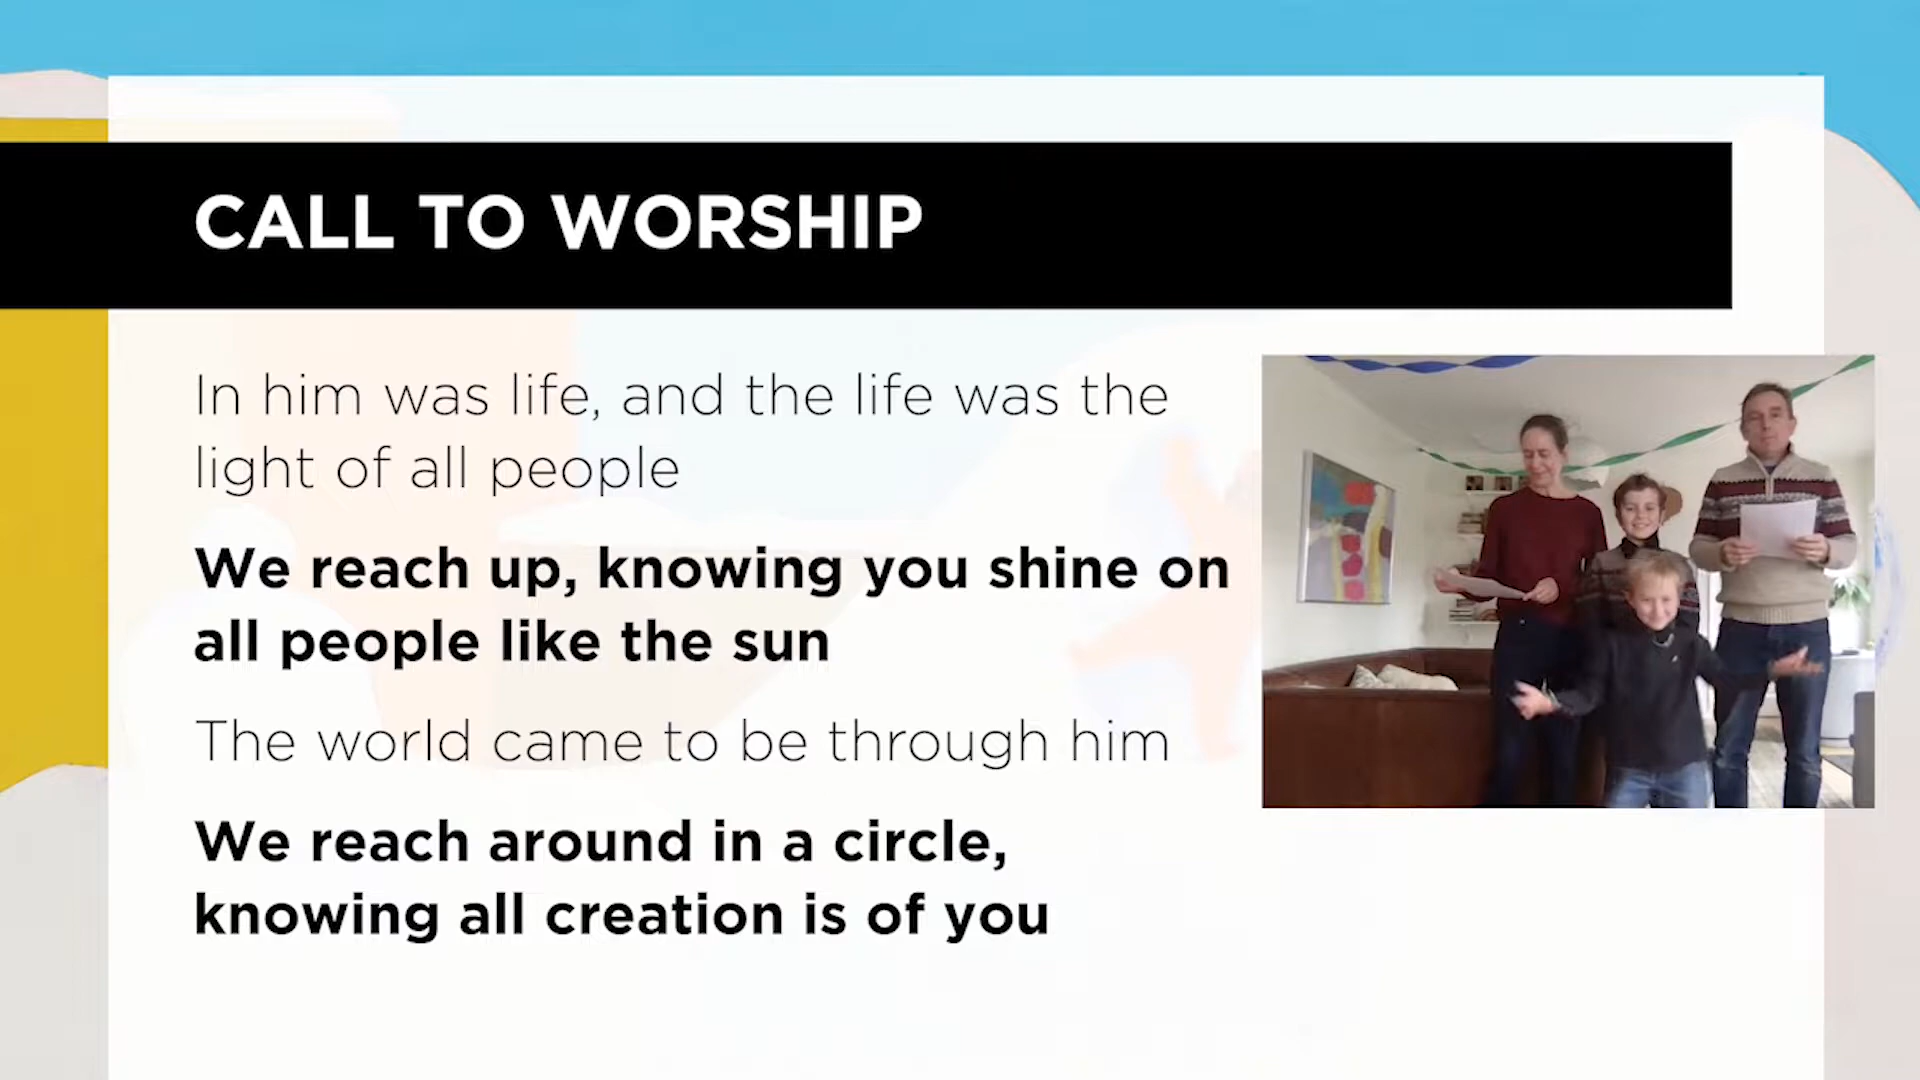 CALL TO WORSHIP
In him was life, and the life was the
light of all people
We reach up, knowing you shine on
all people like the sun
The world came to be through him
We reach around in a circle,
knowing all creation is of you